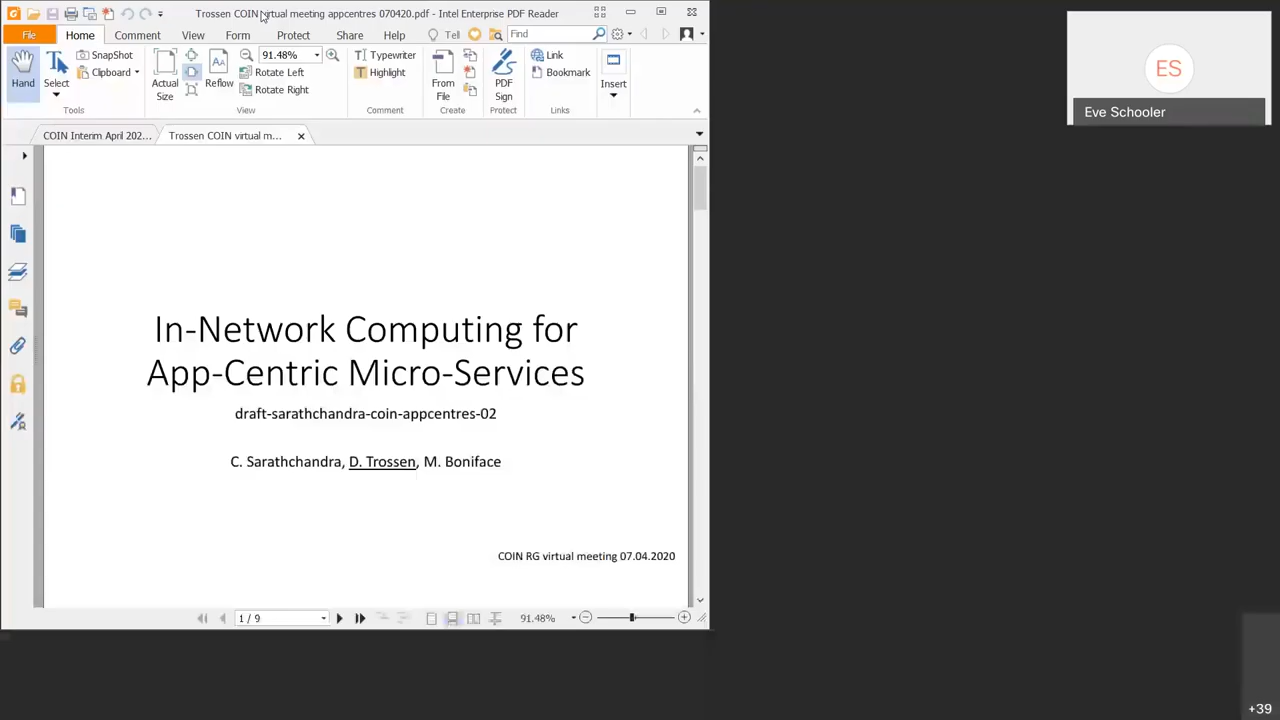 Trossen COIN virtual meeting appcentres 070420.pdf - Intel Enterprise PDF Reader
File Home Comment View Form Protect Share Help Tell Find
Hand
Select
SnapShot
Clipboard
Tools
Actual Size
Reflow
91.48%
Rotate Left
Rotate Right
View
Typewriter
Highlight
Comment
From File
Create
PDF Sign
Protect
Link
Bookmark
Links
Insert
COIN Interim April 202...
Trossen COIN virtual m...
In-Network Computing for
App-Centric Micro-Services
draft-sarathchandra-coin-appcentres-02
C. Sarathchandra, D. Trossen, M. Boniface
COIN RG virtual meeting 07.04.2020
1 / 9
91.48%
ES
Eve Schooler
+39